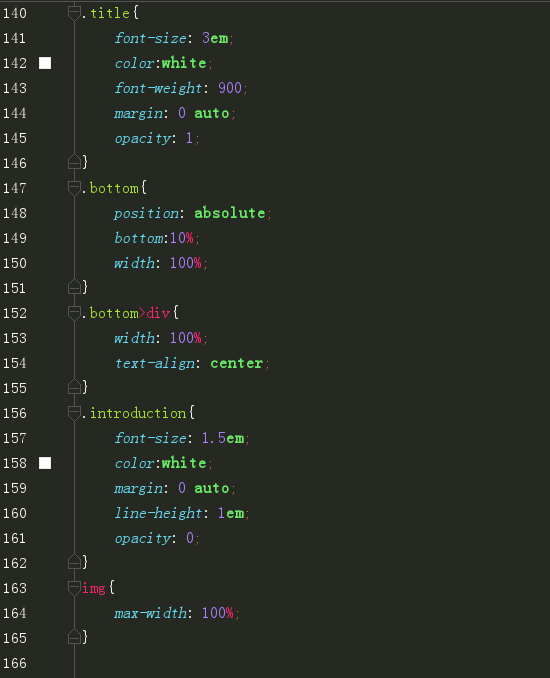 140 .title{
141 font-size: 3em;
142 color:white;
143 font-weight: 900;
144 margin: 0 auto;
145 opacity: 1;
146 }
147 .bottom{
148 position: absolute;
149 bottom:10%;
150 width: 100%;
151 }
152 .bottom>div{
153 width: 100%;
154 text-align: center;
155 }
156 .introduction{
157 font-size: 1.5em;
158 color:white;
159 margin: 0 auto;
160 line-height: 1em;
161 opacity: 0;
162 }
163 img{
164 max-width: 100%;
165 }
166